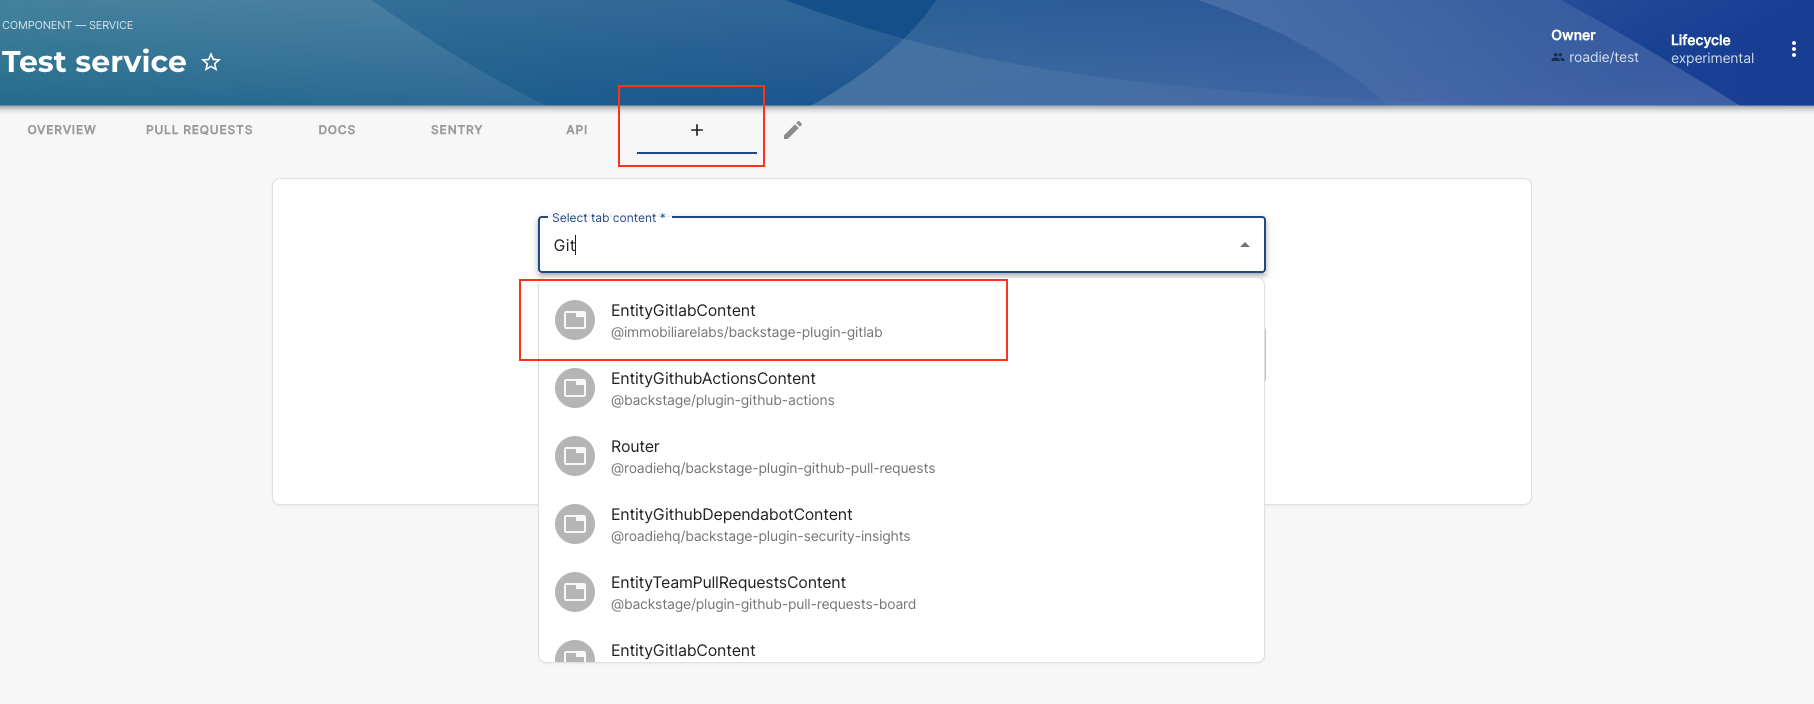 COMPONENT — SERVICE
Test service
Owner
roadie/test
Lifecycle
experimental
OVERVIEW
PULL REQUESTS
DOCS
SENTRY
API
+
Select tab content *
Git
EntityGitlabContent
@immobiliarelabs/backstage-plugin-gitlab
EntityGithubActionsContent
@backstage/plugin-github-actions
Router
@roadiehq/backstage-plugin-github-pull-requests
EntityGithubDependabotContent
@roadiehq/backstage-plugin-security-insights
EntityTeamPullRequestsContent
@backstage/plugin-github-pull-requests-board
EntityGitlabContent